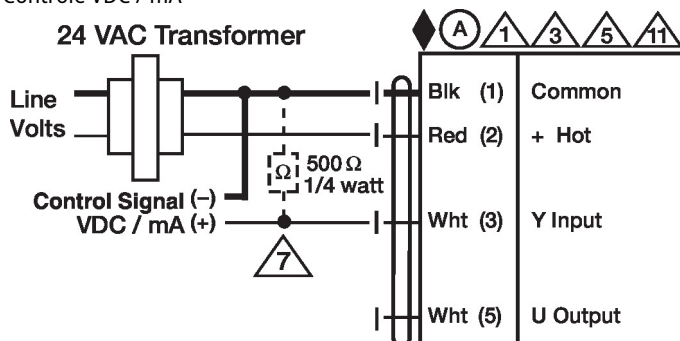 Controle VDC / mA
24 VAC Transformer
A 1 3 5 11
Line
Volts
Blk (1) Common
Red (2) + Hot
Ω 500 Ω
1/4 watt
Control Signal (–)
VDC / mA (+)
Wht (3) Y Input
7
Wht (5) U Output